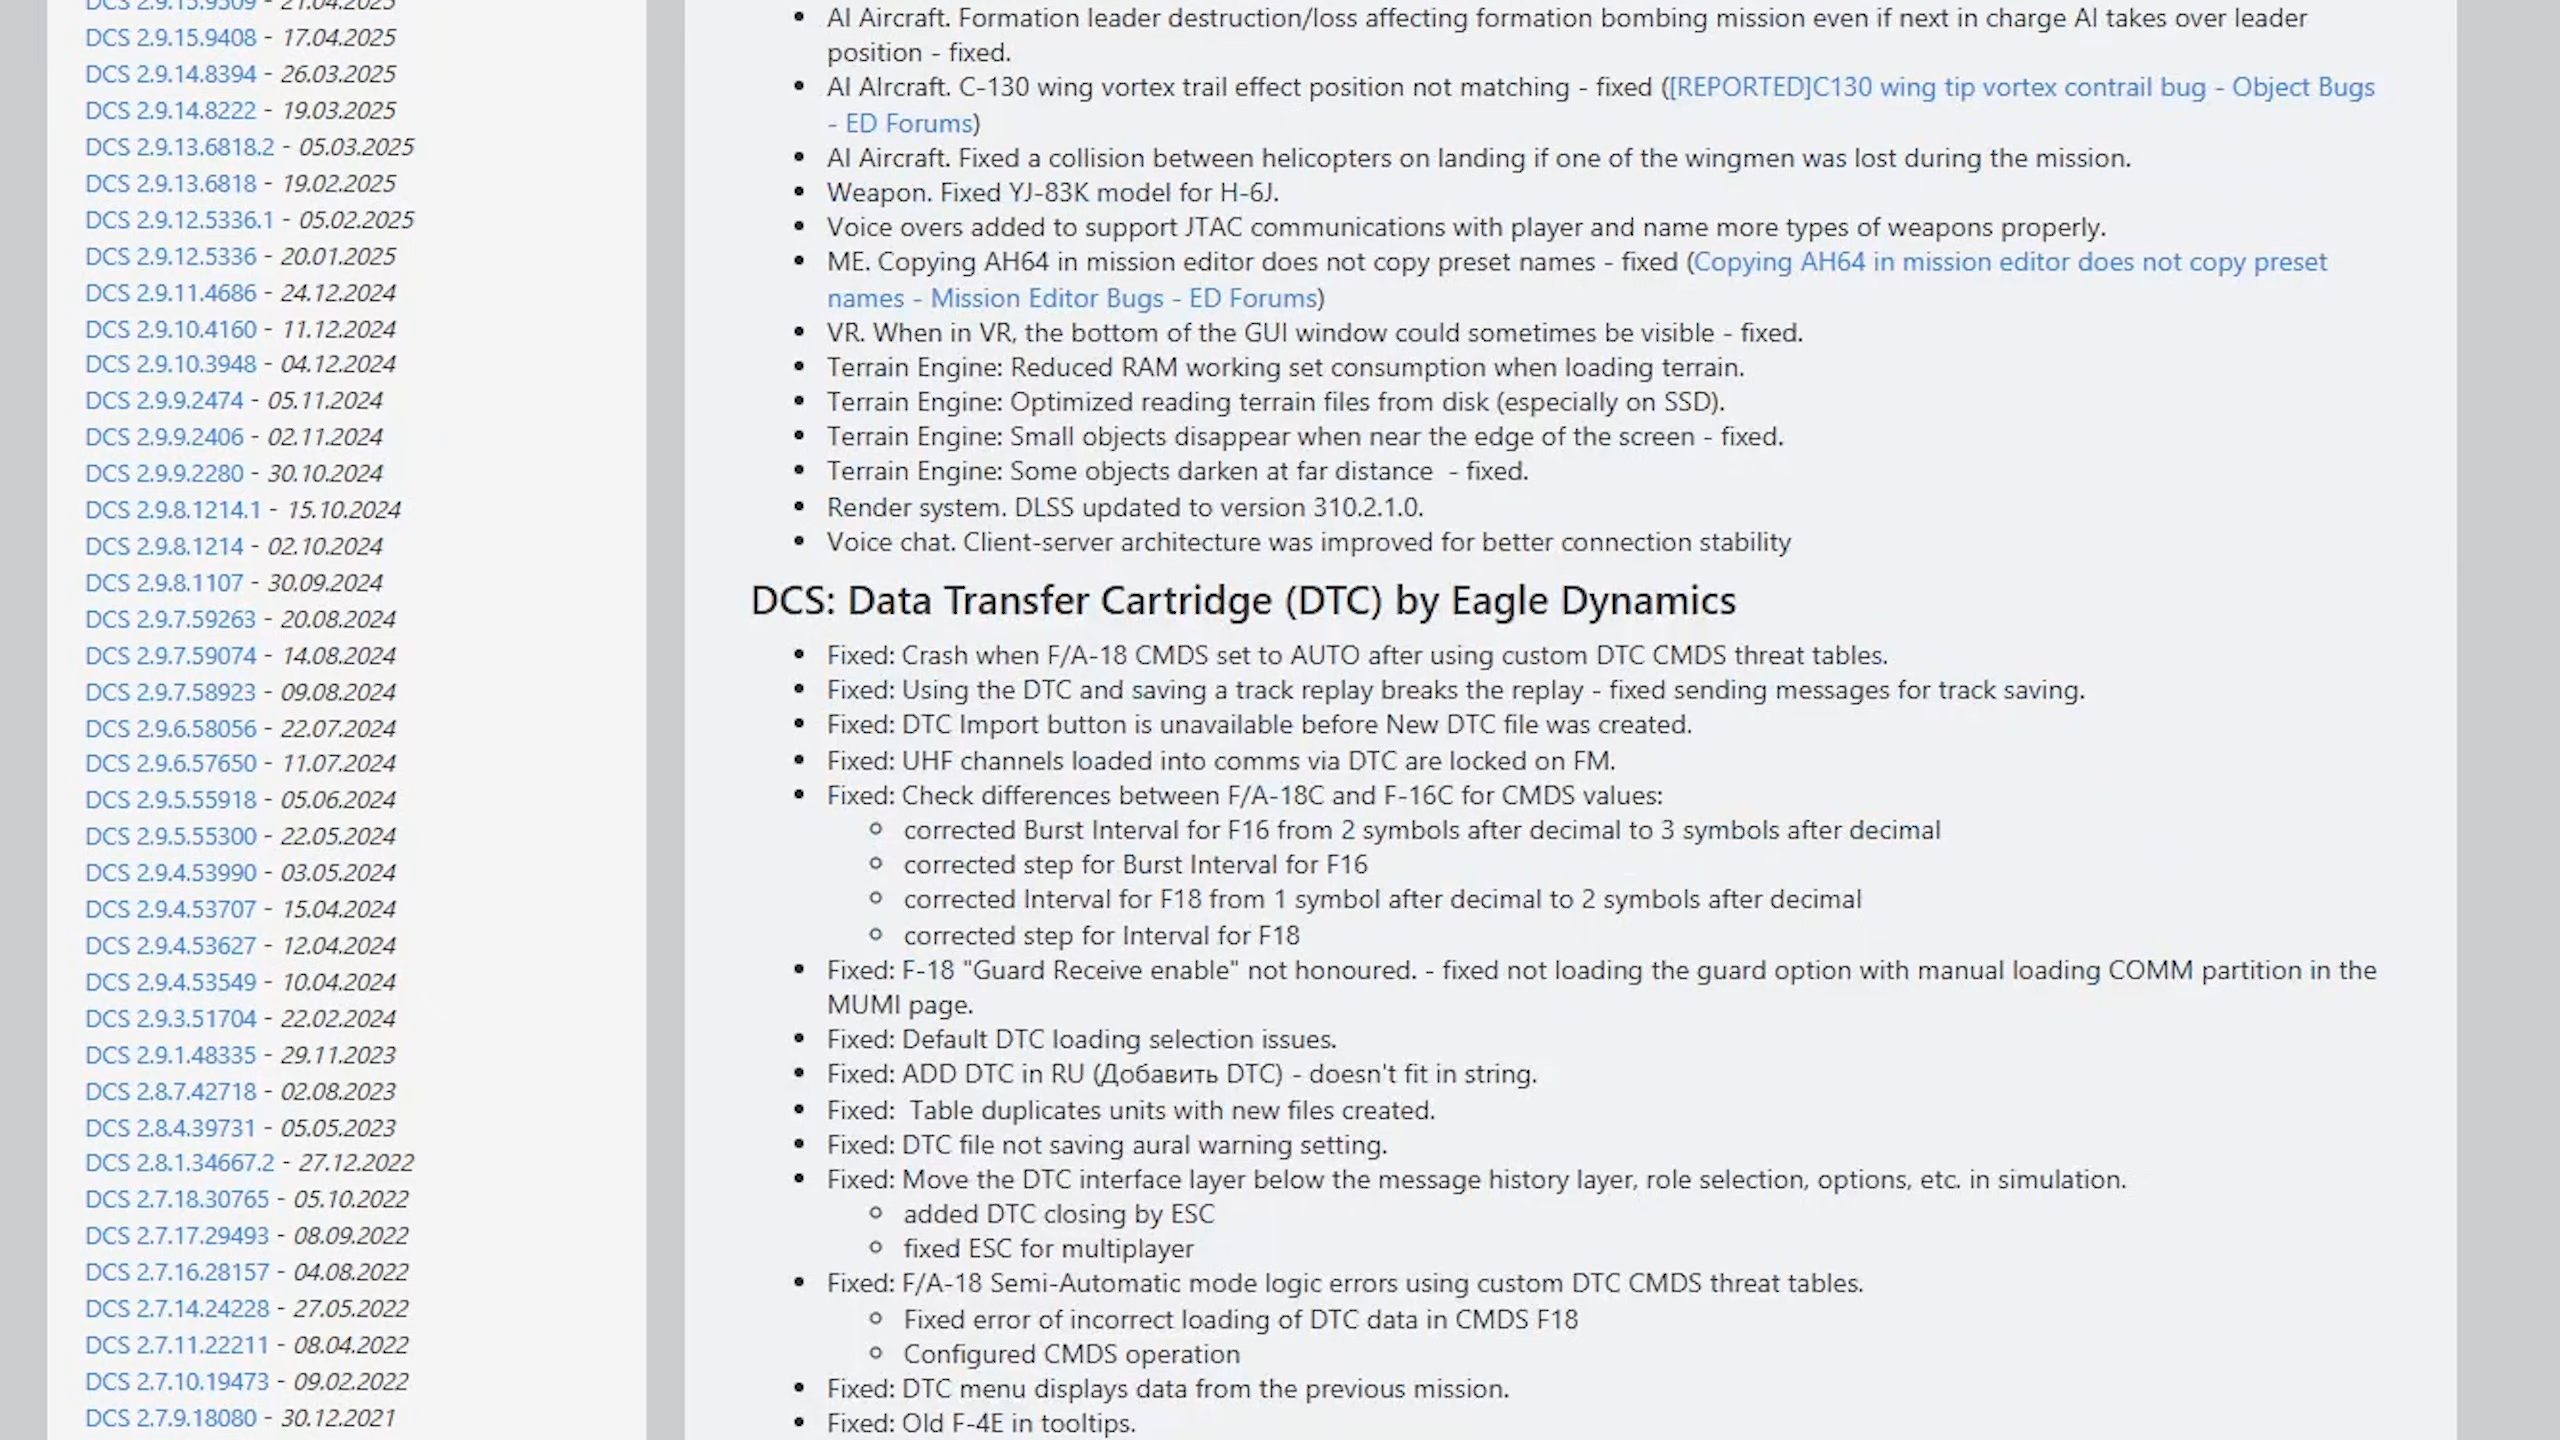 DCS 2.9.15.9509 - 21.04.2025
DCS 2.9.15.9408 - 17.04.2025
DCS 2.9.14.8394 - 26.03.2025
DCS 2.9.14.8222 - 19.03.2025
DCS 2.9.13.6818.2 - 05.03.2025
DCS 2.9.13.6818 - 19.02.2025
DCS 2.9.12.5336.1 - 05.02.2025
DCS 2.9.12.5336 - 20.01.2025
DCS 2.9.11.4686 - 24.12.2024
DCS 2.9.10.4160 - 11.12.2024
DCS 2.9.10.3948 - 04.12.2024
DCS 2.9.9.2474 - 05.11.2024
DCS 2.9.9.2406 - 02.11.2024
DCS 2.9.9.2280 - 30.10.2024
DCS 2.9.8.1214.1 - 15.10.2024
DCS 2.9.8.1214 - 02.10.2024
DCS 2.9.8.1107 - 30.09.2024
DCS 2.9.7.59263 - 20.08.2024
DCS 2.9.7.59074 - 14.08.2024
DCS 2.9.7.58923 - 09.08.2024
DCS 2.9.6.58056 - 22.07.2024
DCS 2.9.6.57650 - 11.07.2024
DCS 2.9.5.55918 - 05.06.2024
DCS 2.9.5.55300 - 22.05.2024
DCS 2.9.4.53990 - 03.05.2024
DCS 2.9.4.53707 - 15.04.2024
DCS 2.9.4.53627 - 12.04.2024
DCS 2.9.4.53549 - 10.04.2024
DCS 2.9.3.51704 - 22.02.2024
DCS 2.9.1.48335 - 29.11.2023
DCS 2.8.7.42718 - 02.08.2023
DCS 2.8.4.39731 - 05.05.2023
DCS 2.8.1.34667.2 - 27.12.2022
DCS 2.7.18.30765 - 05.10.2022
DCS 2.7.17.29493 - 08.09.2022
DCS 2.7.16.28157 - 04.08.2022
DCS 2.7.14.24228 - 27.05.2022
DCS 2.7.11.22211 - 08.04.2022
DCS 2.7.10.19473 - 09.02.2022
DCS 2.7.9.18080 - 30.12.2021
AI Aircraft. Formation leader destruction/loss affecting formation bombing mission even if next in charge AI takes over leader
position - fixed.
AI AIrcraft. C-130 wing vortex trail effect position not matching - fixed ([REPORTED]C130 wing tip vortex contrail bug - Object Bugs
- ED Forums)
AI Aircraft. Fixed a collision between helicopters on landing if one of the wingmen was lost during the mission.
Weapon. Fixed YJ-83K model for H-6J.
Voice overs added to support JTAC communications with player and name more types of weapons properly.
ME. Copying AH64 in mission editor does not copy preset names - fixed (Copying AH64 in mission editor does not copy preset
names - Mission Editor Bugs - ED Forums)
VR. When in VR, the bottom of the GUI window could sometimes be visible - fixed.
Terrain Engine: Reduced RAM working set consumption when loading terrain.
Terrain Engine: Optimized reading terrain files from disk (especially on SSD).
Terrain Engine: Small objects disappear when near the edge of the screen - fixed.
Terrain Engine: Some objects darken at far distance  - fixed.
Render system. DLSS updated to version 310.2.1.0.
Voice chat. Client-server architecture was improved for better connection stability
DCS: Data Transfer Cartridge (DTC) by Eagle Dynamics
Fixed: Crash when F/A-18 CMDS set to AUTO after using custom DTC CMDS threat tables.
Fixed: Using the DTC and saving a track replay breaks the replay - fixed sending messages for track saving.
Fixed: DTC Import button is unavailable before New DTC file was created.
Fixed: UHF channels loaded into comms via DTC are locked on FM.
Fixed: Check differences between F/A-18C and F-16C for CMDS values:
corrected Burst Interval for F16 from 2 symbols after decimal to 3 symbols after decimal
corrected step for Burst Interval for F16
corrected Interval for F18 from 1 symbol after decimal to 2 symbols after decimal
corrected step for Interval for F18
Fixed: F-18 "Guard Receive enable" not honoured. - fixed not loading the guard option with manual loading COMM partition in the
MUMI page.
Fixed: Default DTC loading selection issues.
Fixed: ADD DTC in RU (Добавить DTC) - doesn't fit in string.
Fixed:  Table duplicates units with new files created.
Fixed: DTC file not saving aural warning setting.
Fixed: Move the DTC interface layer below the message history layer, role selection, options, etc. in simulation.
added DTC closing by ESC
fixed ESC for multiplayer
Fixed: F/A-18 Semi-Automatic mode logic errors using custom DTC CMDS threat tables.
Fixed error of incorrect loading of DTC data in CMDS F18
Configured CMDS operation
Fixed: DTC menu displays data from the previous mission.
Fixed: Old F-4E in tooltips.